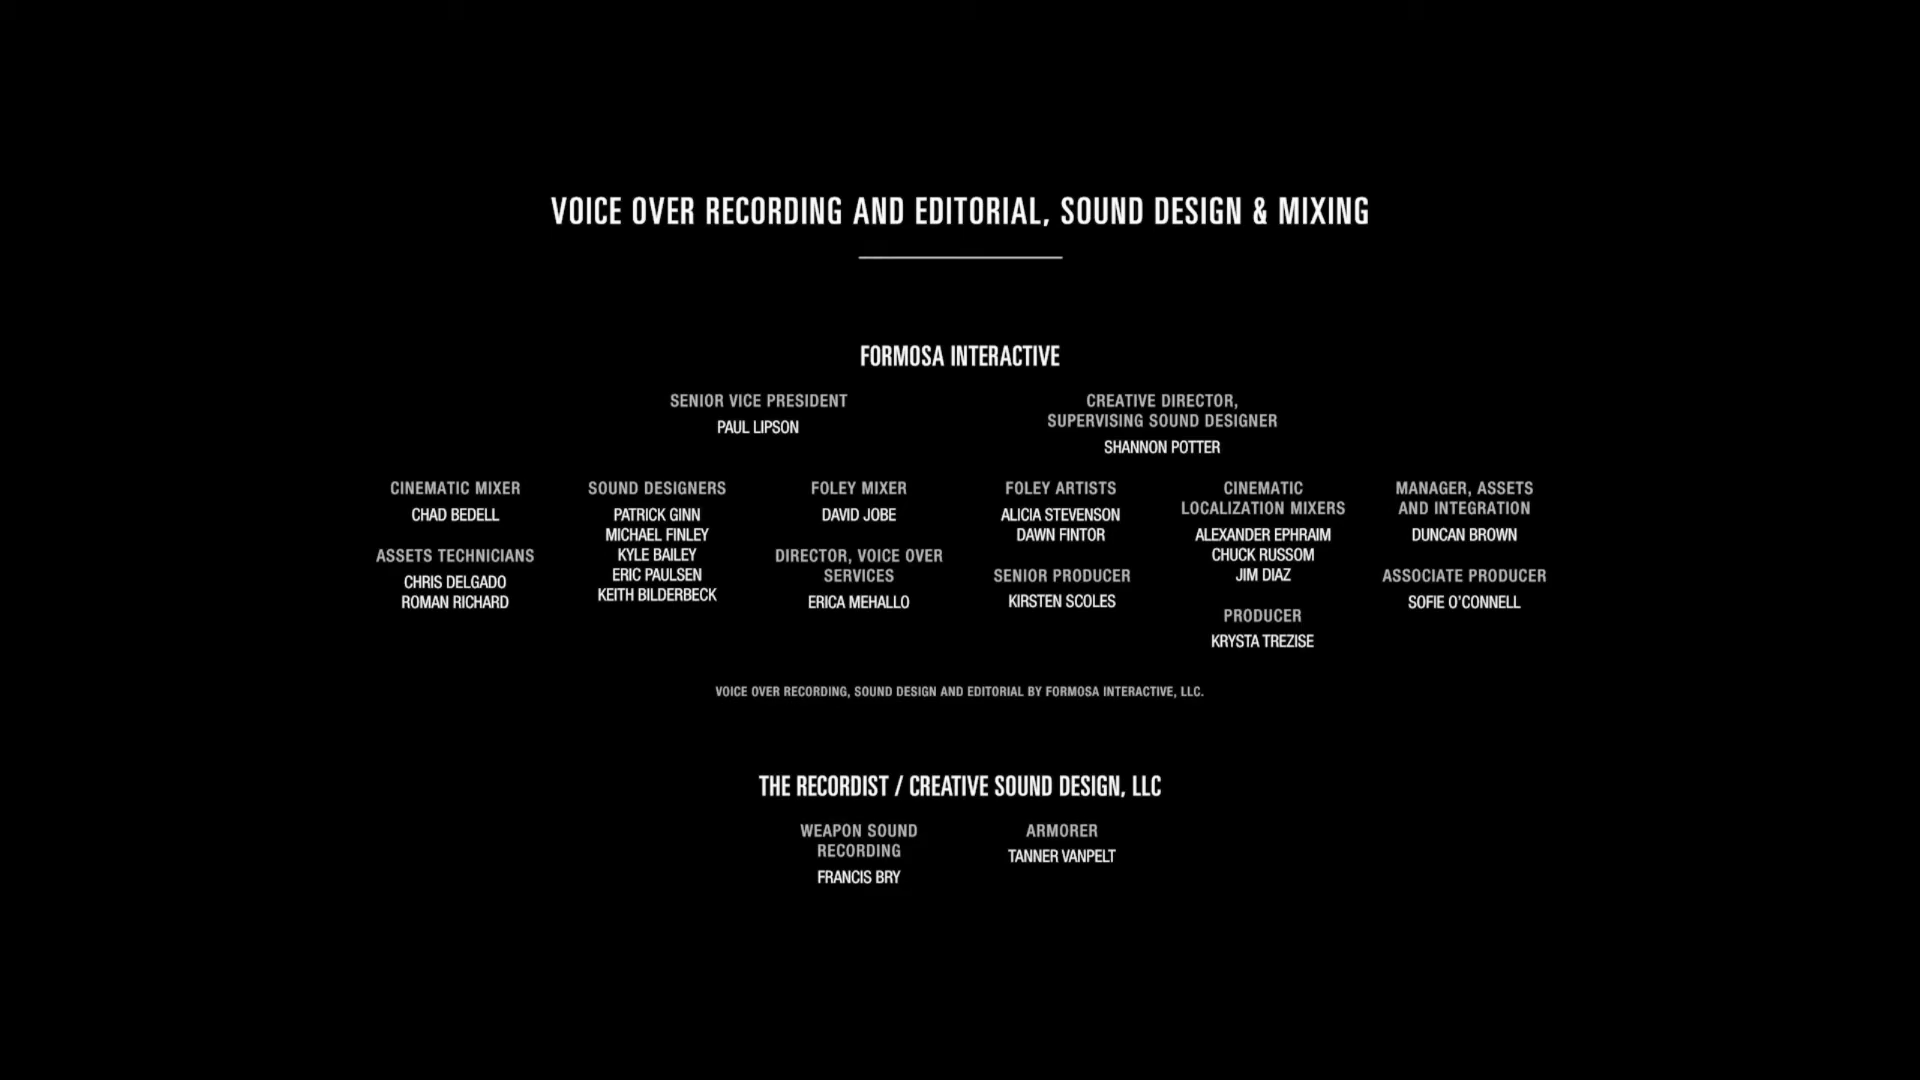 VOICE OVER RECORDING AND EDITORIAL, SOUND DESIGN & MIXING
FORMOSA INTERACTIVE
SENIOR VICE PRESIDENT
PAUL LIPSON
CREATIVE DIRECTOR,
SUPERVISING SOUND DESIGNER
SHANNON POTTER
CINEMATIC MIXER
CHAD BEDELL
ASSETS TECHNICIANS
CHRIS DELGADO
ROMAN RICHARD
SOUND DESIGNERS
PATRICK GINN
MICHAEL FINLEY
KYLE BAILEY
ERIC PAULSEN
KEITH BILDERBECK
FOLEY MIXER
DAVID JOBE
DIRECTOR, VOICE OVER
SERVICES
ERICA MEHALLO
FOLEY ARTISTS
ALICIA STEVENSON
DAWN FINTOR
SENIOR PRODUCER
KIRSTEN SCOLES
CINEMATIC
LOCALIZATION MIXERS
ALEXANDER EPHRAIM
CHUCK RUSSOM
JIM DIAZ
PRODUCER
KRYSTA TREZISE
MANAGER, ASSETS
AND INTEGRATION
DUNCAN BROWN
ASSOCIATE PRODUCER
SOFIE O'CONNELL
VOICE OVER RECORDING, SOUND DESIGN AND EDITORIAL BY FORMOSA INTERACTIVE, LLC.
THE RECORDIST / CREATIVE SOUND DESIGN, LLC
WEAPON SOUND
RECORDING
FRANCIS BRY
ARMORER
TANNER VANPELT